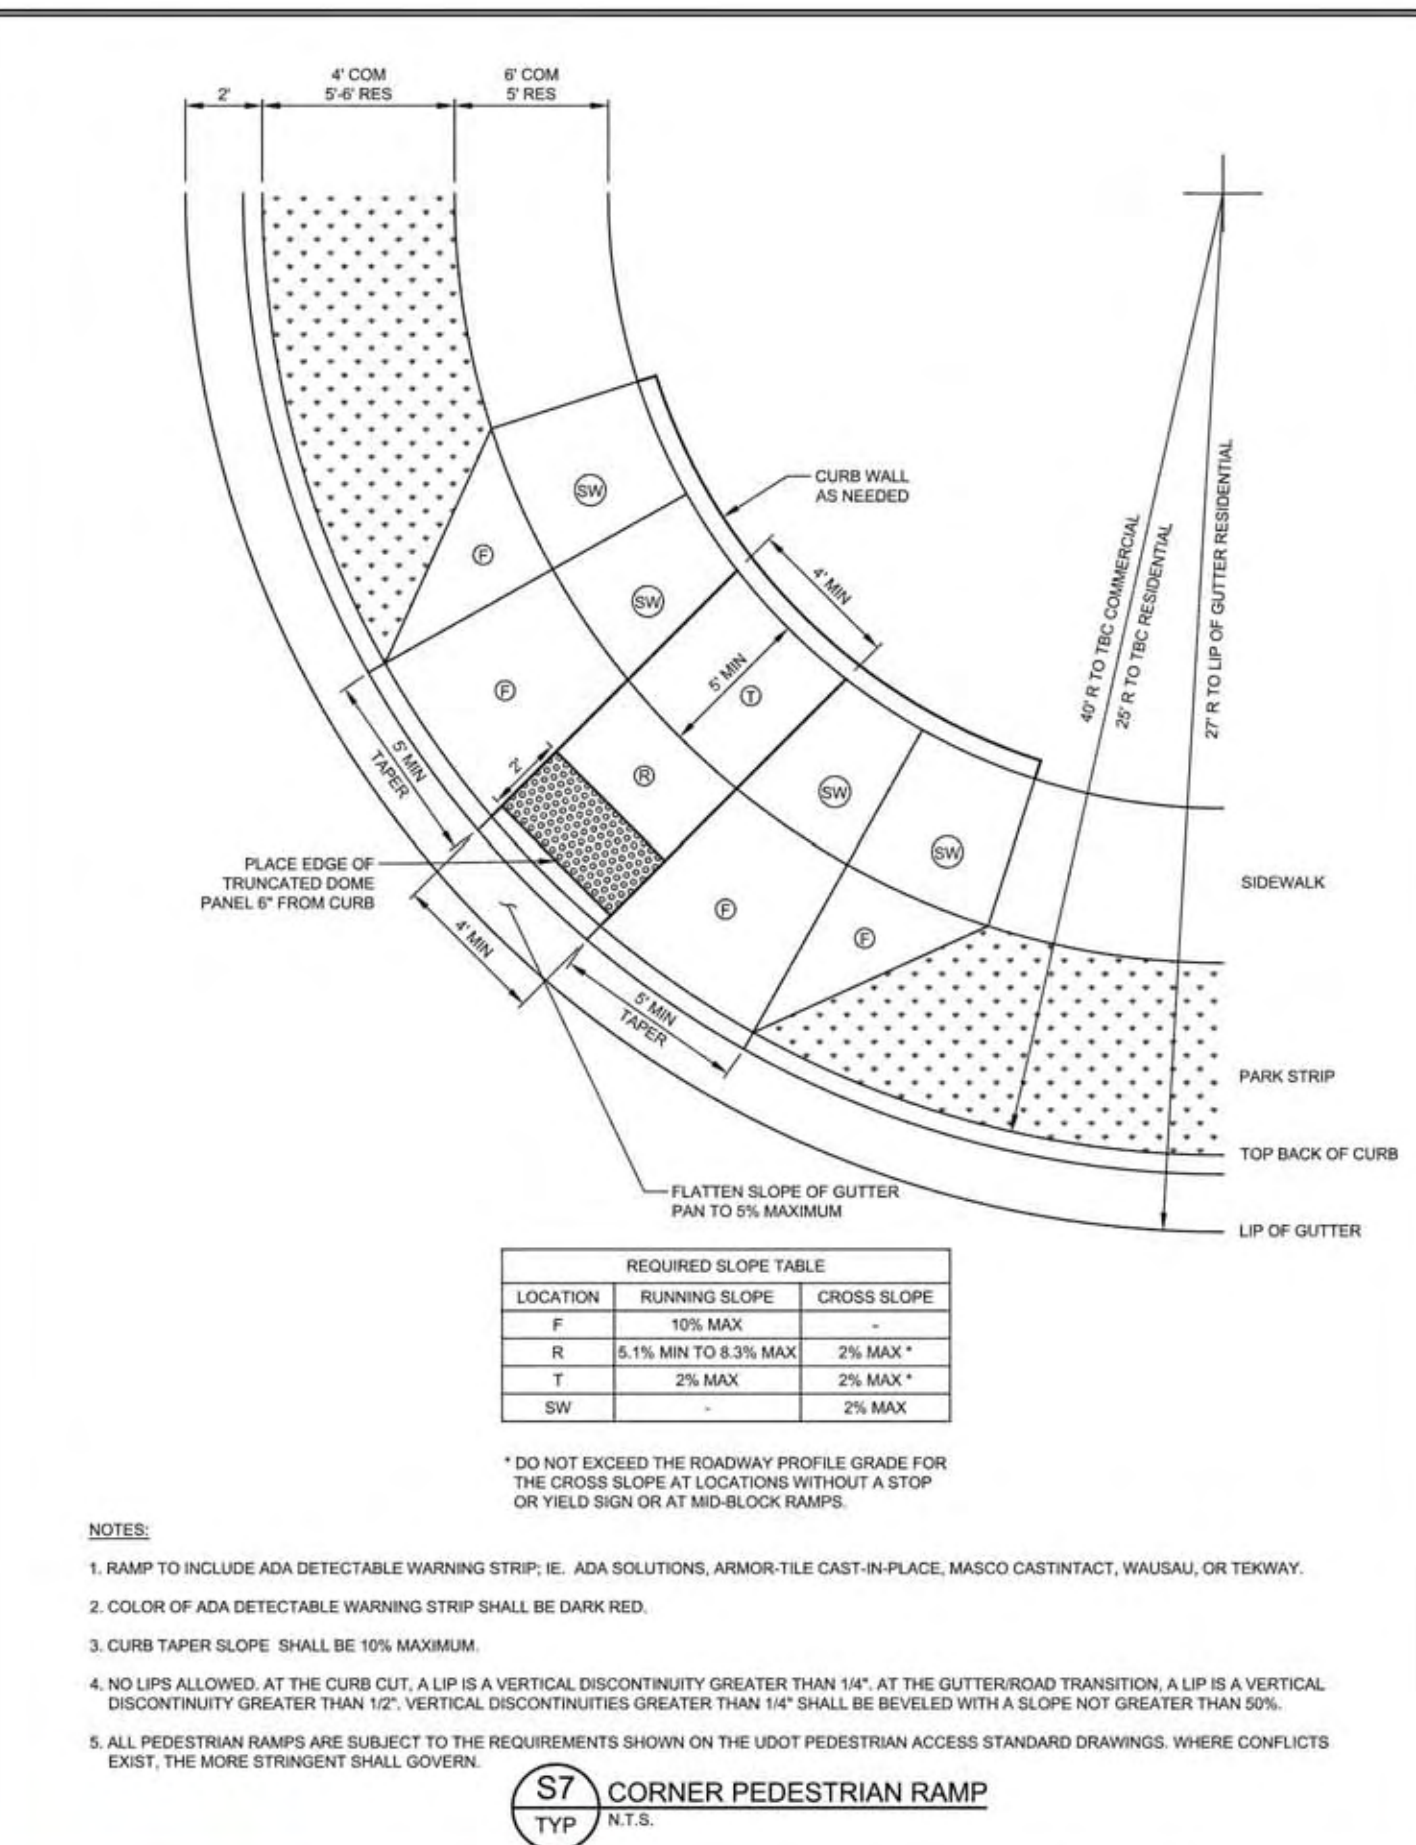 4' COM
5'-6' RES
6' COM
5' RES
2'
CURB WALL
AS NEEDED
SW
F
SW
4' MIN
40' R TO TBC COMMERCIAL
25' R TO TBC RESIDENTIAL
27' R TO LIP OF GUTTER RESIDENTIAL
F
5' MIN
T
5' MIN
TAPER
2'
R
SW
SW
PLACE EDGE OF
TRUNCATED DOME
PANEL 6" FROM CURB
F
F
4' MIN
5' MIN
TAPER
SIDEWALK
PARK STRIP
TOP BACK OF CURB
LIP OF GUTTER
FLATTEN SLOPE OF GUTTER
PAN TO 5% MAXIMUM
REQUIRED SLOPE TABLE
LOCATION RUNNING SLOPE CROSS SLOPE
F 10% MAX -
R 5.1% MIN TO 8.3% MAX 2% MAX *
T 2% MAX 2% MAX *
SW - 2% MAX
* DO NOT EXCEED THE ROADWAY PROFILE GRADE FOR
THE CROSS SLOPE AT LOCATIONS WITHOUT A STOP
OR YIELD SIGN OR AT MID-BLOCK RAMPS.
NOTES:
1. RAMP TO INCLUDE ADA DETECTABLE WARNING STRIP; IE. ADA SOLUTIONS, ARMOR-TILE CAST-IN-PLACE, MASCO CASTINTACT, WAUSAU, OR TEKWAY.
2. COLOR OF ADA DETECTABLE WARNING STRIP SHALL BE DARK RED.
3. CURB TAPER SLOPE SHALL BE 10% MAXIMUM.
4. NO LIPS ALLOWED. AT THE CURB CUT, A LIP IS A VERTICAL DISCONTINUITY GREATER THAN 1/4". AT THE GUTTER/ROAD TRANSITION, A LIP IS A VERTICAL
DISCONTINUITY GREATER THAN 1/2". VERTICAL DISCONTINUITIES GREATER THAN 1/4" SHALL BE BEVELED WITH A SLOPE NOT GREATER THAN 50%.
5. ALL PEDESTRIAN RAMPS ARE SUBJECT TO THE REQUIREMENTS SHOWN ON THE UDOT PEDESTRIAN ACCESS STANDARD DRAWINGS. WHERE CONFLICTS
EXIST, THE MORE STRINGENT SHALL GOVERN.
S7
TYP
CORNER PEDESTRIAN RAMP
N.T.S.